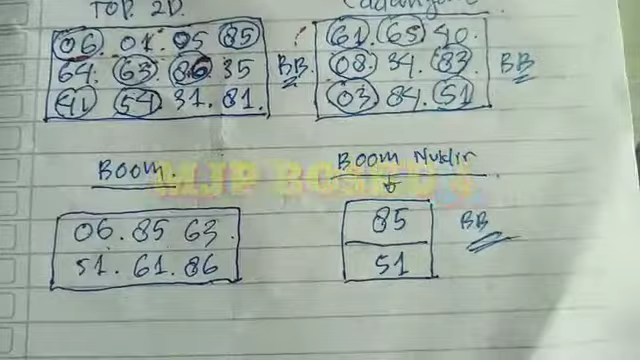 TOP. 2D.
06. 01. 05 85
64. 63. 86 35
41 54 31. 81.
BB.
61. 65 40.
08. 34. 83.
03. 84. 51
BB
BOOM.
06. 85 63.
51. 61. 86
BOOM Nuklir
85
51
BB